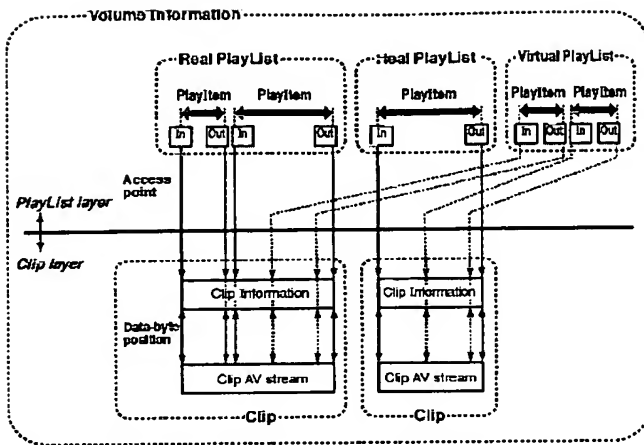 Volume Information
Real PlayList
Real PlayList
Virtual PlayList
PlayItem PlayItem
PlayItem
PlayItem PlayItem
In Out In Out
In Out
In Out In Out
Access
point
PlayList layer
Clip layer
Clip Information
Clip Information
Data-byte
position
Clip AV stream
Clip AV stream
Clip
Clip